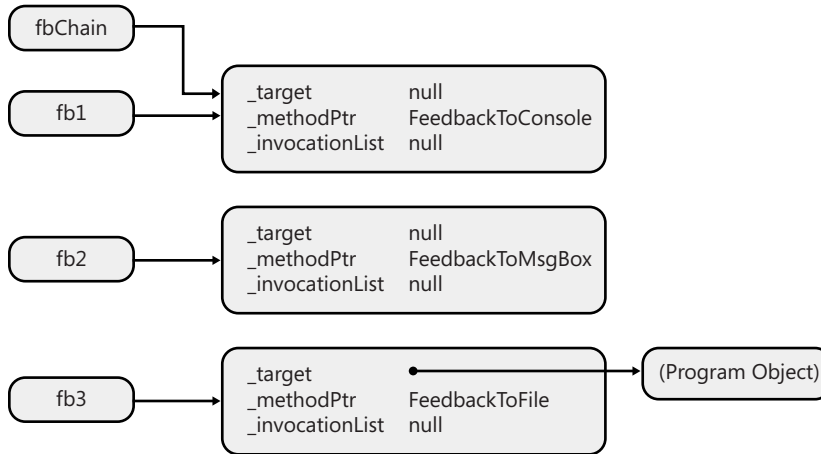 fbChain
fb1
_target null
_methodPtr FeedbackToConsole
_invocationList null
fb2
_target null
_methodPtr FeedbackToMsgBox
_invocationList null
fb3
_target
_methodPtr FeedbackToFile
_invocationList null
(Program Object)